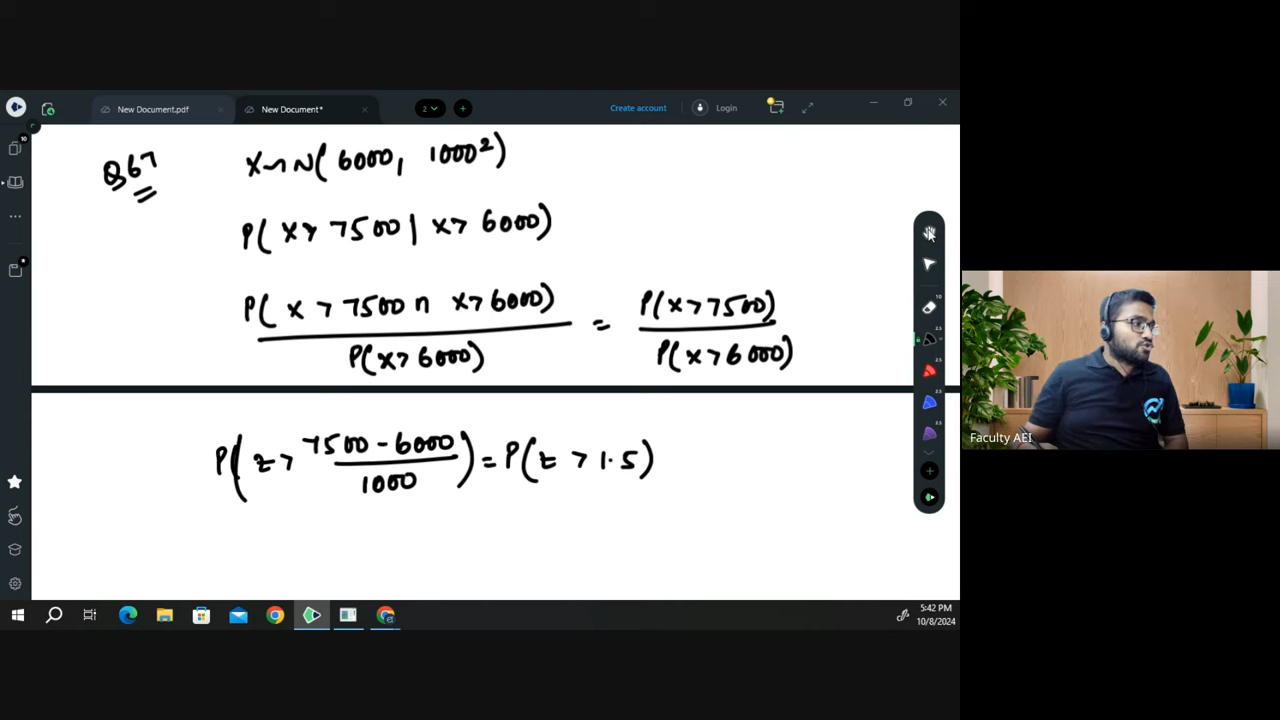 New Document.pdf
New Document*
2
Create account
Login
Q67
X~N(6000, 1000²)
P(X > 7500 | X > 6000)
P(X > 7500 ∩ X > 6000) / P(X > 6000) = P(X > 7500) / P(X > 6000)
P(Z > 7500 - 6000 / 1000) = P(Z > 1.5)
Faculty AEI
5:42 PM
10/8/2024